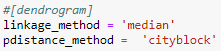 #[dendrogram]
linkage_method = 'median'
pdistance_method =  'cityblock'